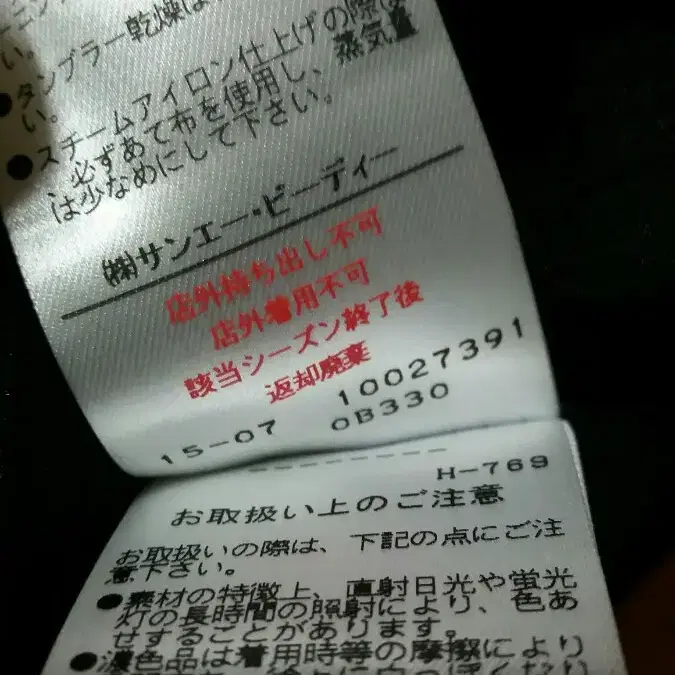 い。
●タンブラー乾燥は
い。
●スチームアイロン仕上げの際は
、必ずあて布を使用し、蒸気量
は少なめにして下さい。
㈱サンエー・ビーディー
店外持ち出し不可
店外着用不可
該当シーズン終了後
返却廃棄
15-07 10027391
0B330
H-769
お取扱い上のご注意
お取扱いの際は、下記の点にご注
意下さい。
●素材の特徴上、直射日光や蛍光
灯の長時間の照射により、色あ
せすることがあります。
●濃色品は着用時等の摩擦により